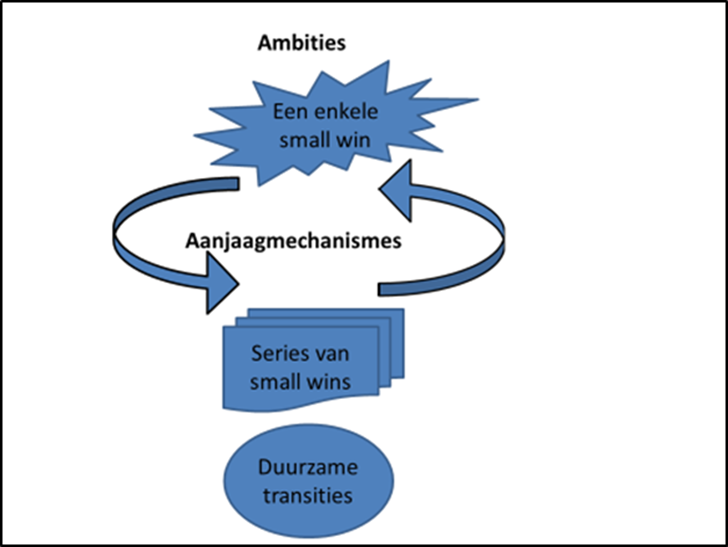 Ambities
Een enkele
small win
Aanjaagmechanismes
Series van
small wins
Duurzame
transities